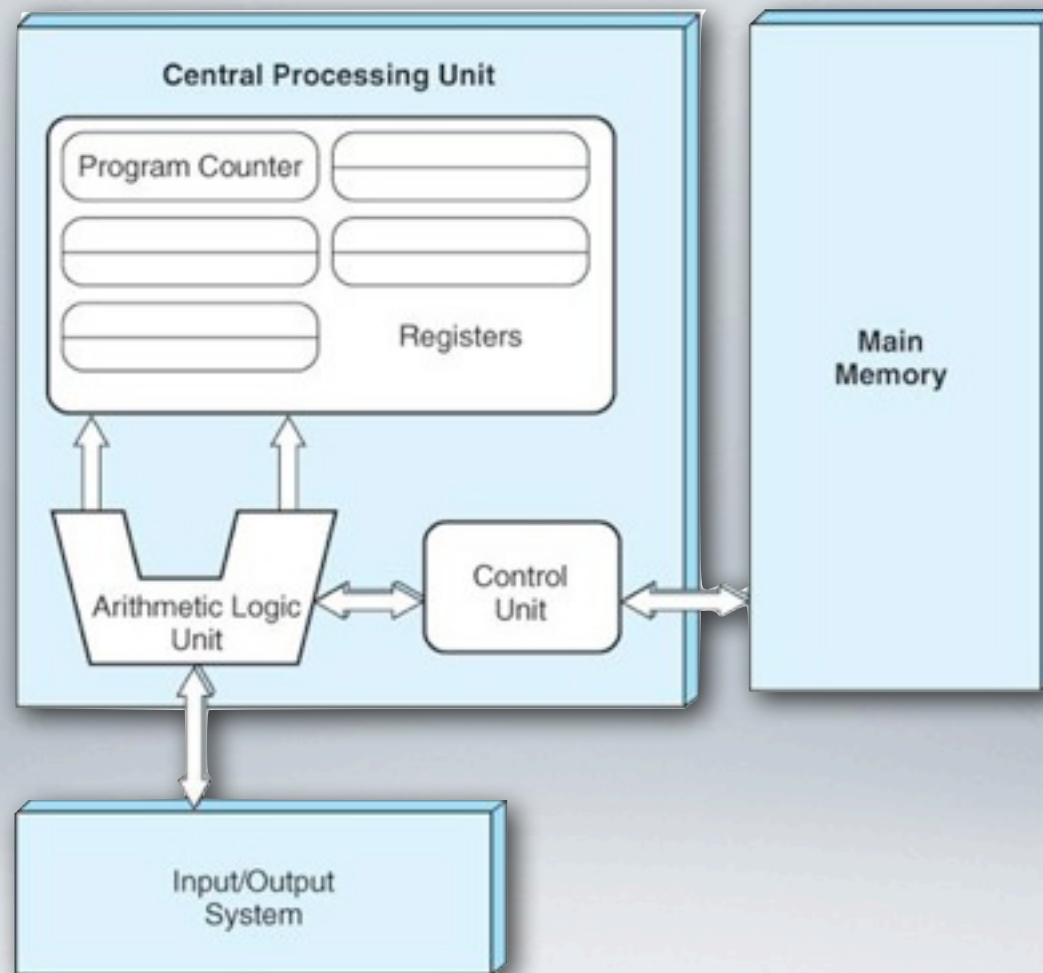 Central Processing Unit
Program Counter
Registers
Arithmetic Logic
Unit
Control
Unit
Main
Memory
Input/Output
System